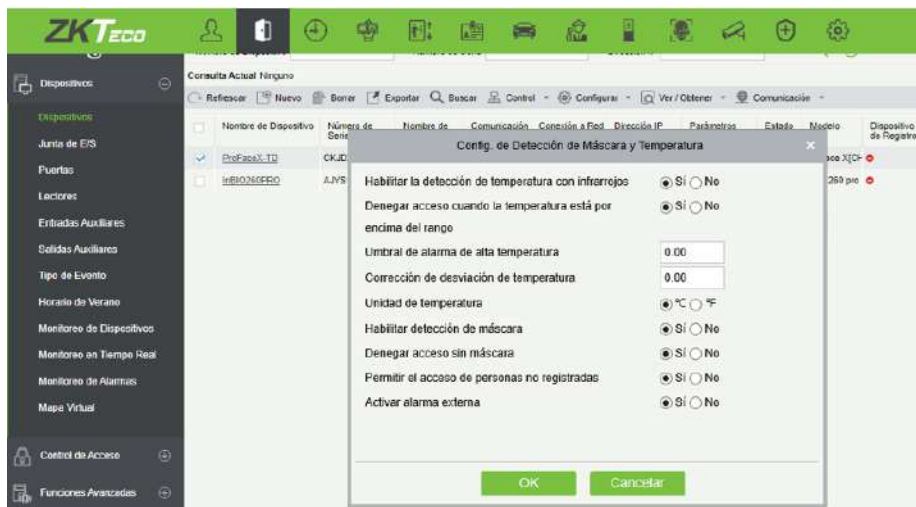 ZKTeco
Consulta Actual Ninguno
Dispositivos
Refrescar Nuevo Borrar Exportar Buscar Control Configurar Ver / Obtener Comunicación
Dispositivos
Junta de E/S
Puertas
Lectores
Entradas Auxiliares
Salidas Auxiliares
Tipo de Evento
Horario de Verano
Monitoreo de Dispositivos
Monitoreo en Tiempo Real
Monitoreo de Alarmas
Mapa Virtual
Control de Acceso
Funciones Avanzadas
Nombre de Dispositivo Número de Serie Nombre de Comunicación Conexión a Red Dirección IP Parámetros Estado Modelo Dispositivo de Registro
ProFaceX-TD CKJD
InBIO260PRO AJYS 260 pro
Config. de Detección de Máscara y Temperatura
Habilitar la detección de temperatura con infrarrojos Sí No
Denegar acceso cuando la temperatura está por
encima del rango Sí No
Umbral de alarma de alta temperatura 0.00
Corrección de desviación de temperatura 0.00
Unidad de temperatura °C °F
Habilitar detección de máscara Sí No
Denegar acceso sin máscara Sí No
Permitir el acceso de personas no registradas Sí No
Activar alarma externa Sí No
OK Cancelar